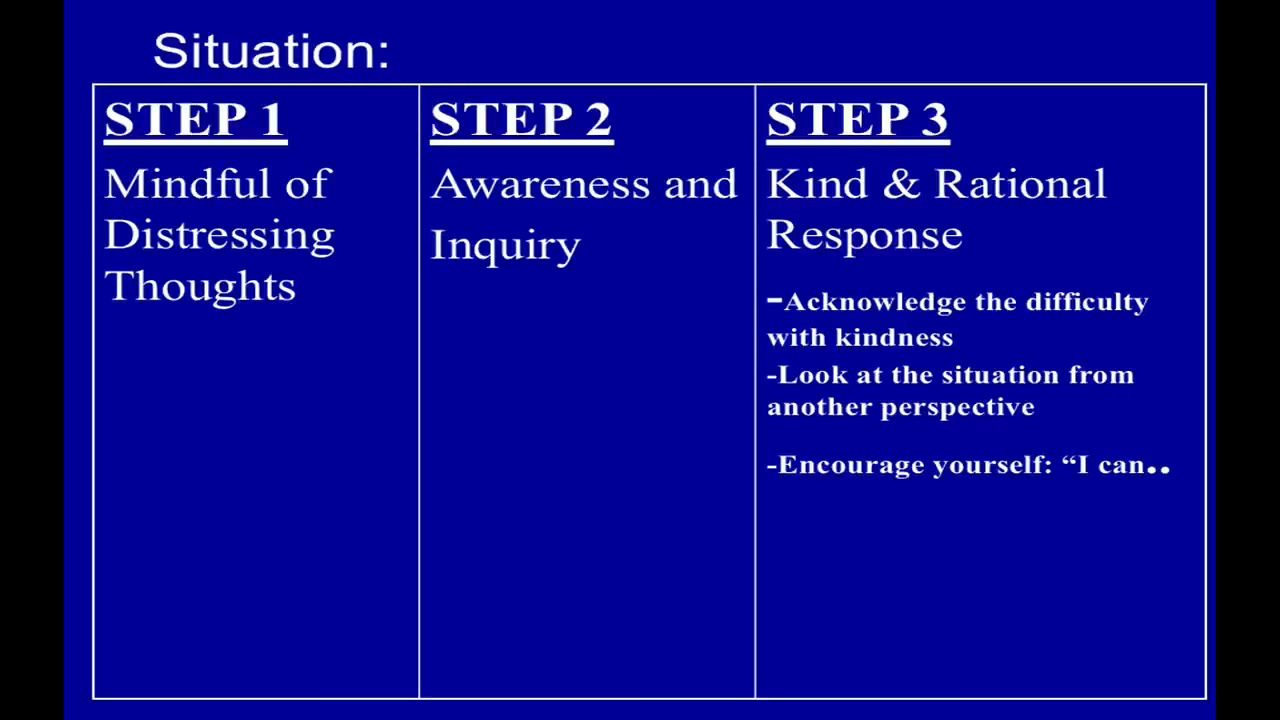 Situation:
STEP 1
Mindful of
Distressing
Thoughts
STEP 2
Awareness and
Inquiry
STEP 3
Kind & Rational
Response
-Acknowledge the difficulty
with kindness
-Look at the situation from
another perspective
-Encourage yourself: “I can..